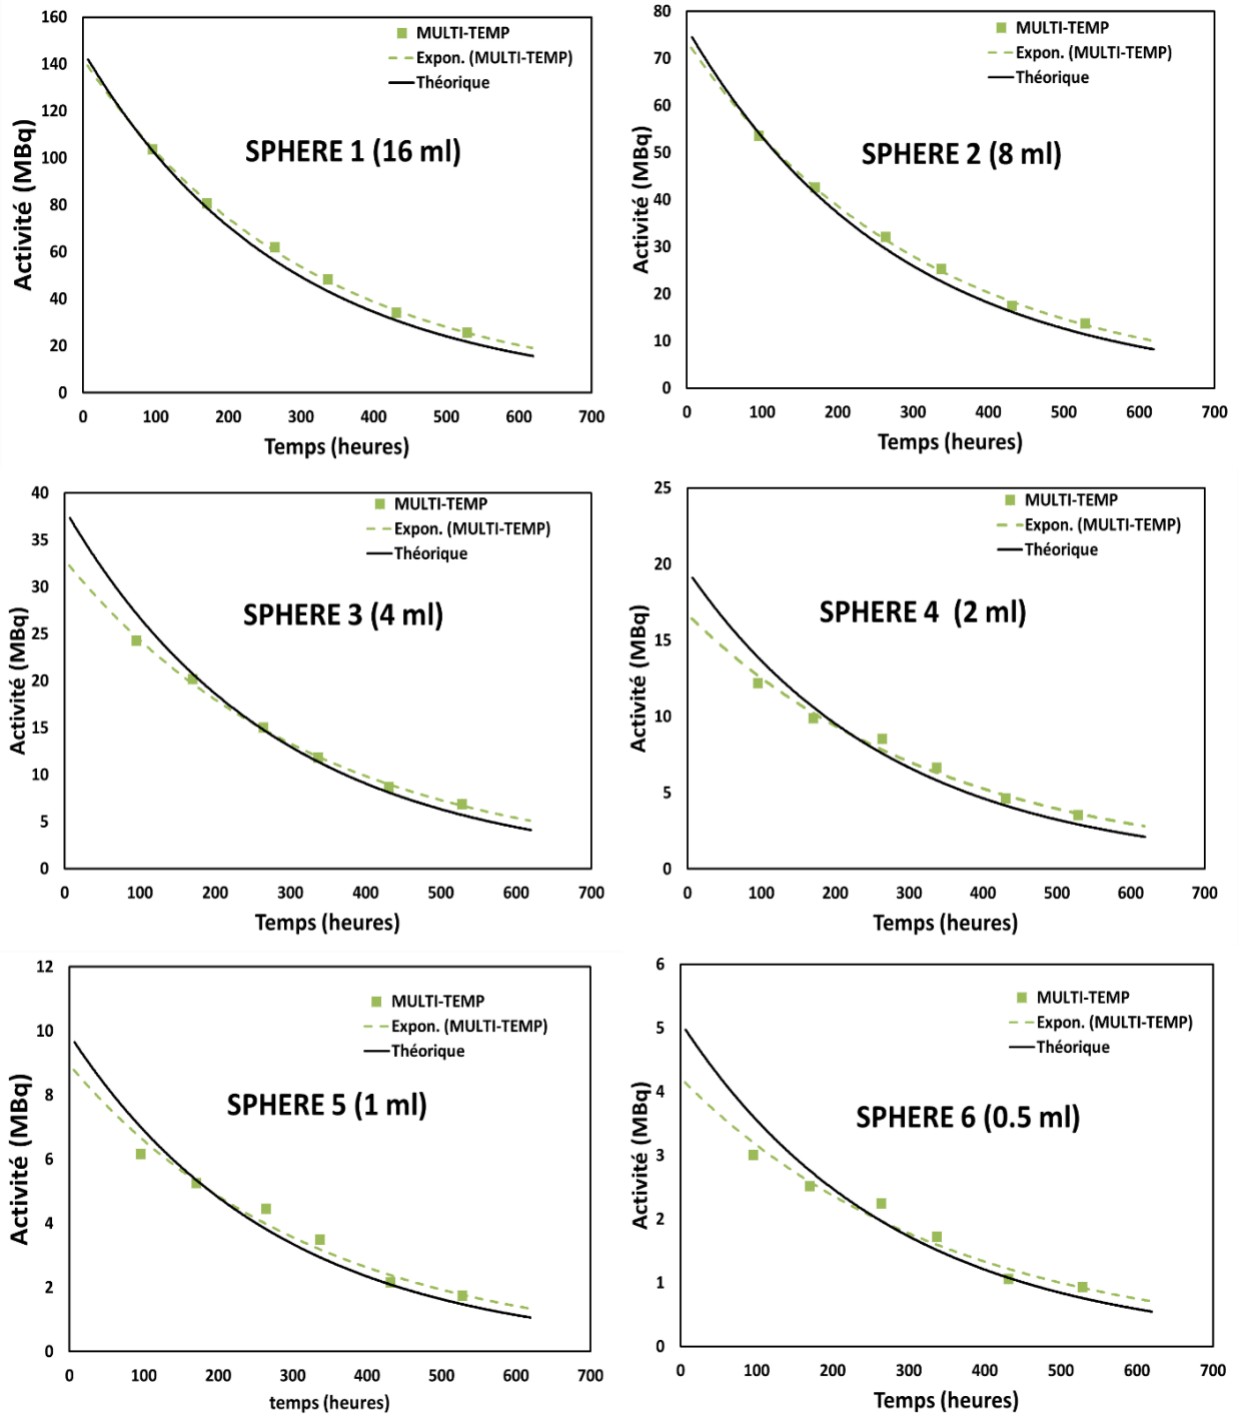 160
140
120
100
80
60
40
20
0
Activité (MBq)
MULTI-TEMP
Expon. (MULTI-TEMP)
Théorique
SPHERE 1 (16 ml)
0 100 200 300 400 500 600 700
Temps (heures)
80
70
60
50
40
30
20
10
0
Activité (MBq)
MULTI-TEMP
Expon. (MULTI-TEMP)
Théorique
SPHERE 2 (8 ml)
0 100 200 300 400 500 600 700
Temps (heures)
40
35
30
25
20
15
10
5
0
Activité (MBq)
MULTI-TEMP
Expon. (MULTI-TEMP)
Théorique
SPHERE 3 (4 ml)
0 100 200 300 400 500 600 700
Temps (heures)
25
20
15
10
5
0
Activité (MBq)
MULTI-TEMP
Expon. (MULTI-TEMP)
Théorique
SPHERE 4 (2 ml)
0 100 200 300 400 500 600 700
Temps (heures)
12
10
8
6
4
2
0
Activité (MBq)
MULTI-TEMP
Expon. (MULTI-TEMP)
Théorique
SPHERE 5 (1 ml)
0 100 200 300 400 500 600 700
temps (heures)
6
5
4
3
2
1
0
Activité (MBq)
MULTI-TEMP
Expon. (MULTI-TEMP)
Théorique
SPHERE 6 (0.5 ml)
0 100 200 300 400 500 600 700
Temps (heures)